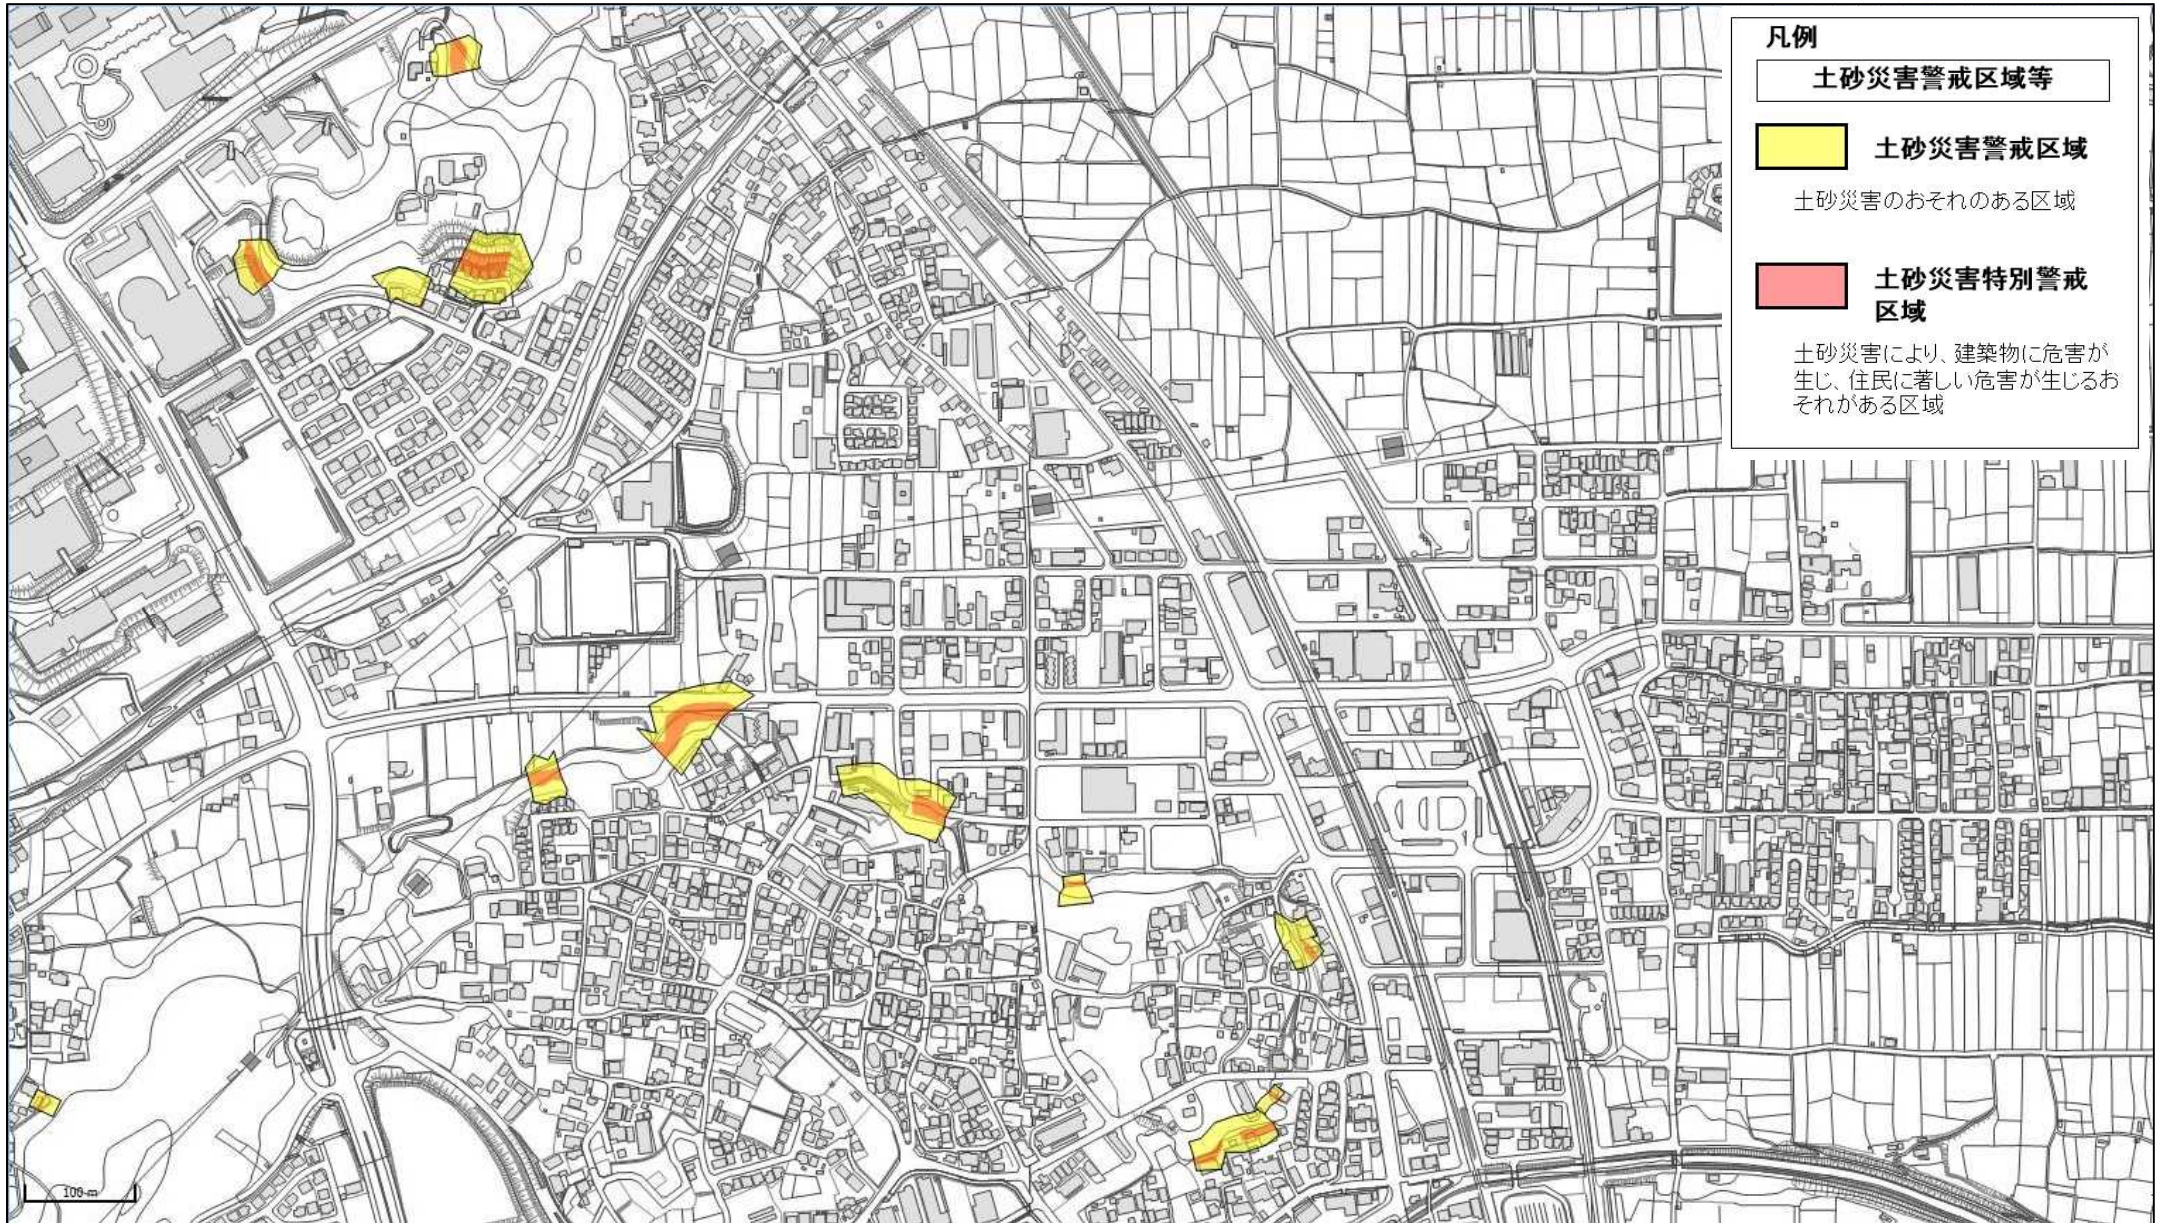 凡例
土砂災害警戒区域等
土砂災害警戒区域
土砂災害のおそれのある区域
土砂災害特別警戒
区域
土砂災害により、建築物に危害が
生じ、住民に著しい危害が生じるお
それがある区域
100 m